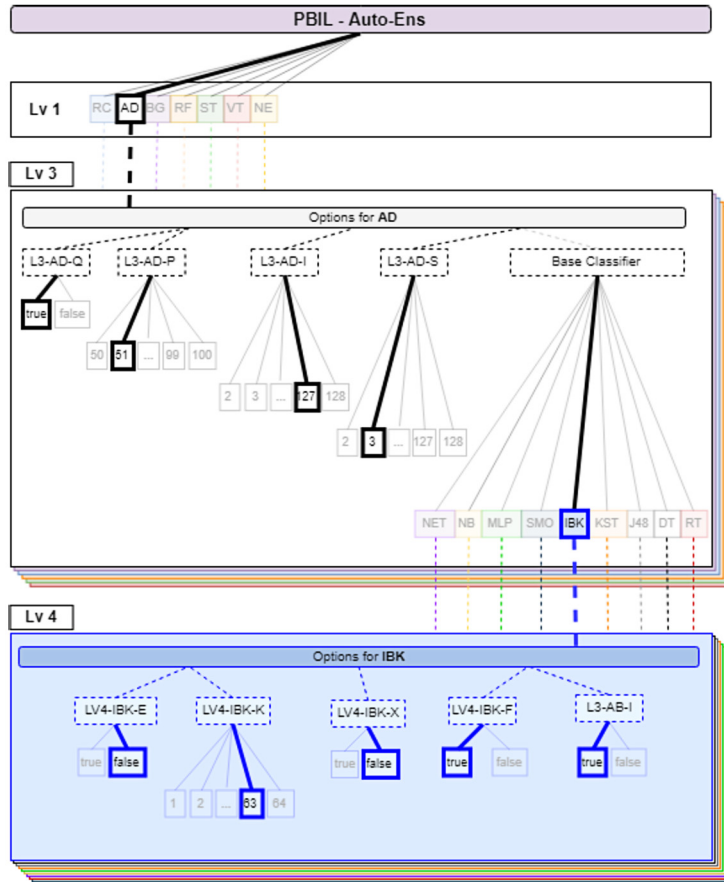 PBIL - Auto-Ens
Lv 1
RC AD BG RF ST VT NE
Lv 3
Options for AD
L3-AD-Q L3-AD-P L3-AD-I L3-AD-S Base Classifier
true false
50 51 ... 99 100
2 3 ... 127 128
2 3 ... 127 128
NET NB MLP SMO IBK KST J48 DT RT
Lv 4
Options for IBK
LV4-IBK-E LV4-IBK-K LV4-IBK-X LV4-IBK-F L3-AB-I
true false true false true false true false
1 2 ... 63 64